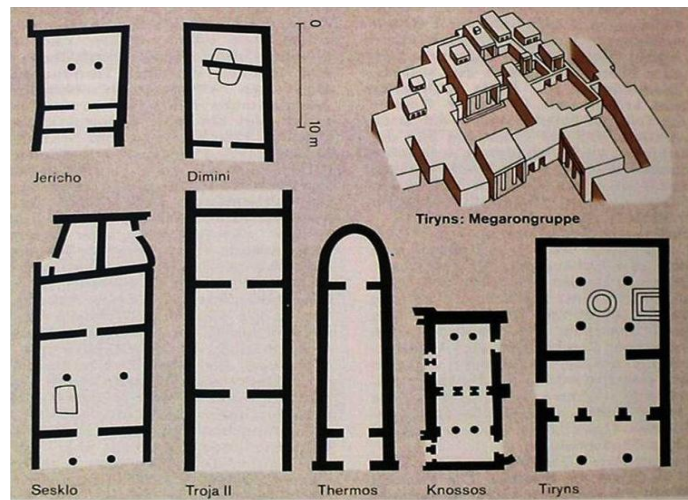 Jericho
Dimini
0
10 m
Tiryns: Megarongruppe
Sesklo
Troja II
Thermos
Knossos
Tiryns